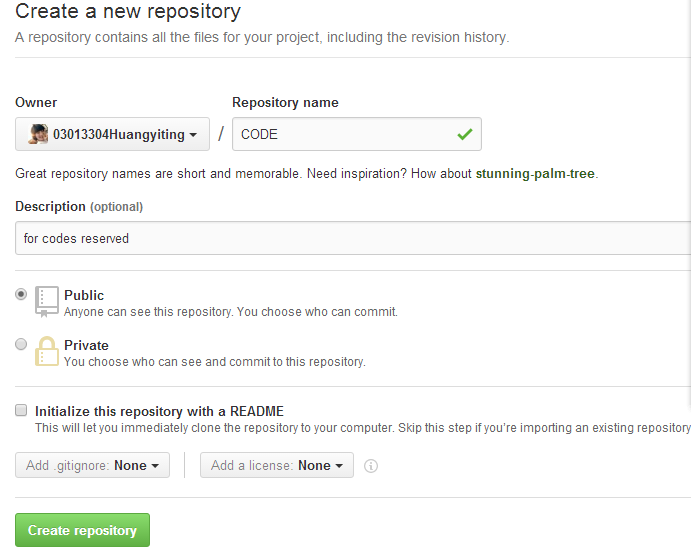 Create a new repository
A repository contains all the files for your project, including the revision history.
Owner
Repository name
03013304Huangyiting / CODE
Great repository names are short and memorable. Need inspiration? How about stunning-palm-tree.
Description (optional)
for codes reserved
Public
Anyone can see this repository. You choose who can commit.
Private
You choose who can see and commit to this repository.
Initialize this repository with a README
This will let you immediately clone the repository to your computer. Skip this step if you're importing an existing repository
Add .gitignore: None
Add a license: None
Create repository